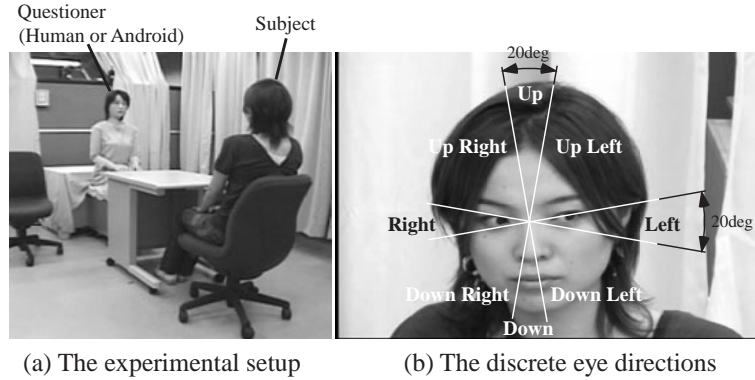 Questioner
(Human or Android)
Subject
(a) The experimental setup
20deg
Up
Up Right
Up Left
Right
Left
20deg
Down Right
Down Left
Down
(b) The discrete eye directions